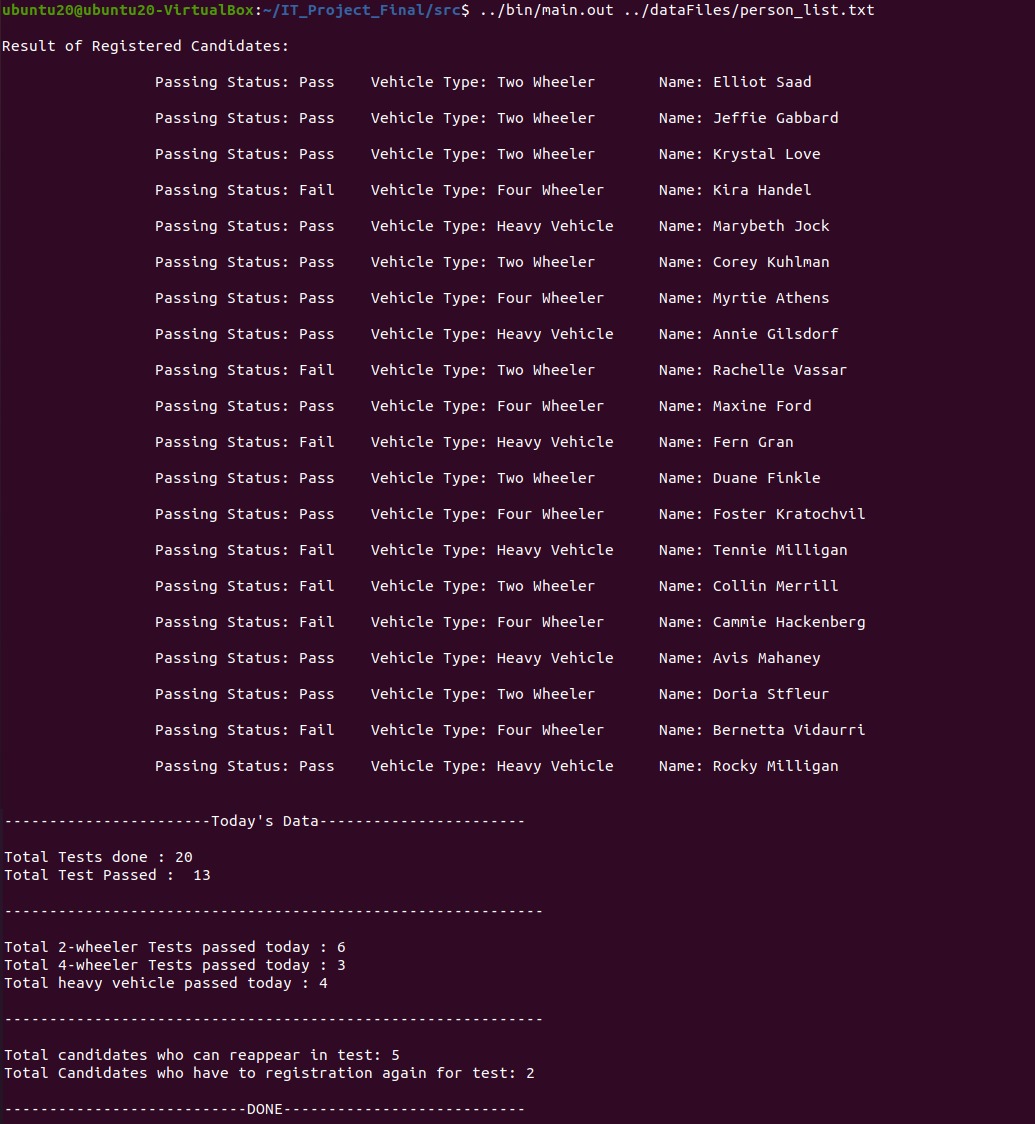 ubuntu20@ubuntu20-VirtualBox:~/IT_Project_Final/src$ ../bin/main.out ../dataFiles/person_list.txt
Result of Registered Candidates:
Passing Status: Pass    Vehicle Type: Two Wheeler       Name: Elliot Saad
Passing Status: Pass    Vehicle Type: Two Wheeler       Name: Jeffie Gabbard
Passing Status: Pass    Vehicle Type: Two Wheeler       Name: Krystal Love
Passing Status: Fail    Vehicle Type: Four Wheeler      Name: Kira Handel
Passing Status: Pass    Vehicle Type: Heavy Vehicle     Name: Marybeth Jock
Passing Status: Pass    Vehicle Type: Two Wheeler       Name: Corey Kuhlman
Passing Status: Pass    Vehicle Type: Four Wheeler      Name: Myrtie Athens
Passing Status: Pass    Vehicle Type: Heavy Vehicle     Name: Annie Gilsdorf
Passing Status: Fail    Vehicle Type: Two Wheeler       Name: Rachelle Vassar
Passing Status: Pass    Vehicle Type: Four Wheeler      Name: Maxine Ford
Passing Status: Fail    Vehicle Type: Heavy Vehicle     Name: Fern Gran
Passing Status: Pass    Vehicle Type: Two Wheeler       Name: Duane Finkle
Passing Status: Pass    Vehicle Type: Four Wheeler      Name: Foster Kratochvil
Passing Status: Fail    Vehicle Type: Heavy Vehicle     Name: Tennie Milligan
Passing Status: Fail    Vehicle Type: Two Wheeler       Name: Collin Merrill
Passing Status: Fail    Vehicle Type: Four Wheeler      Name: Cammie Hackenberg
Passing Status: Pass    Vehicle Type: Heavy Vehicle     Name: Avis Mahaney
Passing Status: Pass    Vehicle Type: Two Wheeler       Name: Doria Stfleur
Passing Status: Fail    Vehicle Type: Four Wheeler      Name: Bernetta Vidaurri
Passing Status: Pass    Vehicle Type: Heavy Vehicle     Name: Rocky Milligan
-----------------------Today's Data-----------------------
Total Tests done : 20
Total Test Passed :  13
------------------------------------------------------------
Total 2-wheeler Tests passed today : 6
Total 4-wheeler Tests passed today : 3
Total heavy vehicle passed today : 4
------------------------------------------------------------
Total candidates who can reappear in test: 5
Total Candidates who have to registration again for test: 2
---------------------------DONE---------------------------